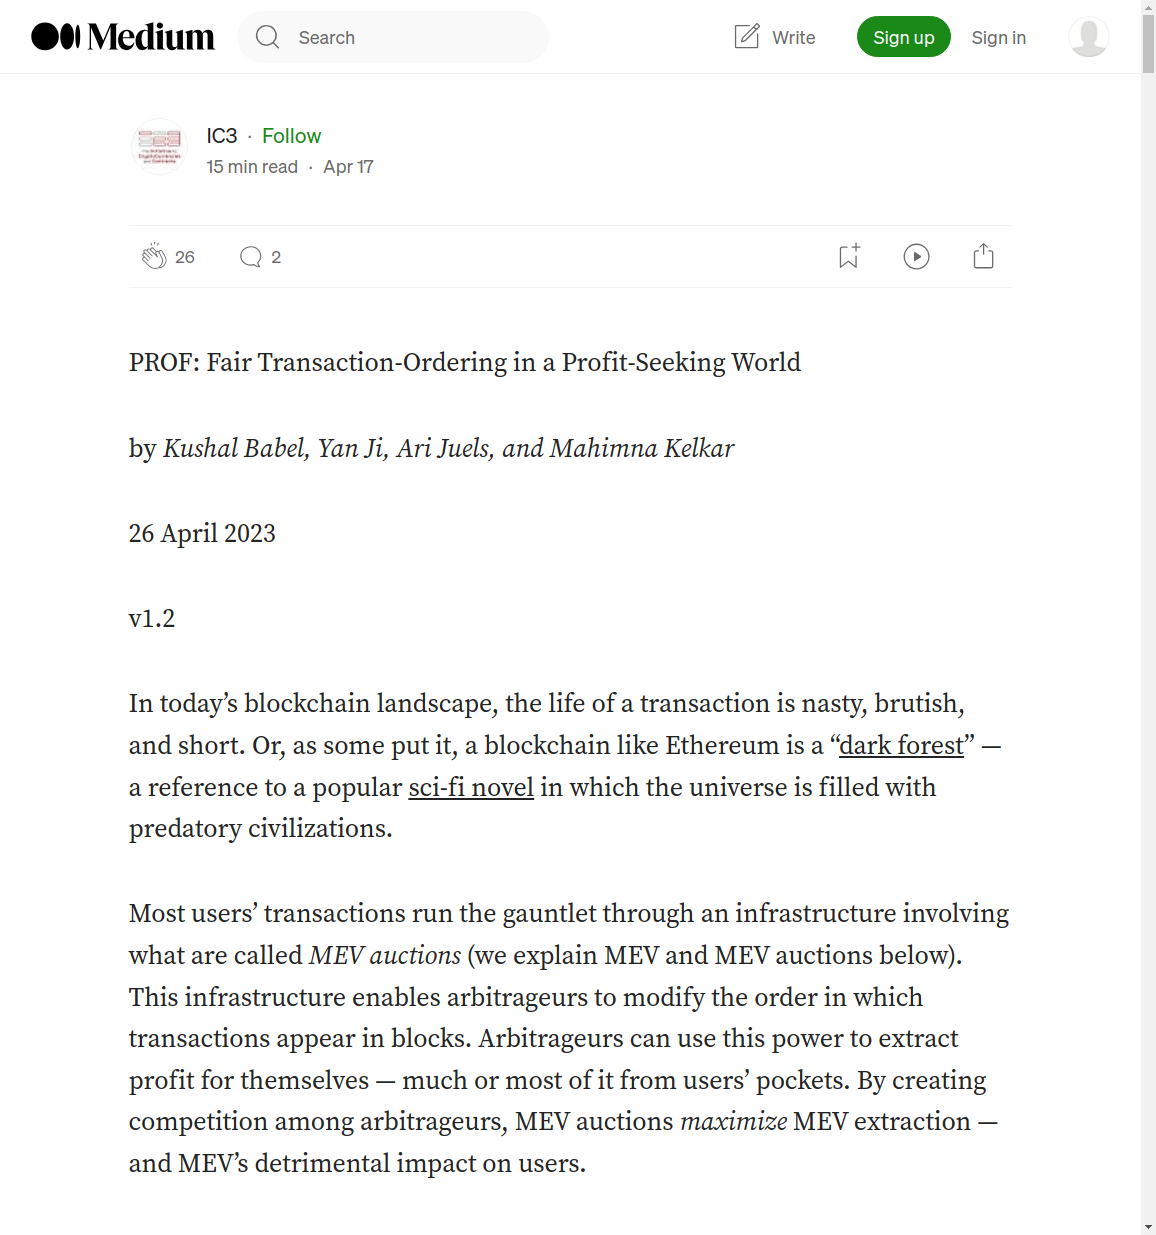 Medium
Search
Write
Sign up
Sign in
IC3 · Follow
15 min read · Apr 17
26
2
PROF: Fair Transaction-Ordering in a Profit-Seeking World
by Kushal Babel, Yan Ji, Ari Juels, and Mahimna Kelkar
26 April 2023
v1.2
In today’s blockchain landscape, the life of a transaction is nasty, brutish,
and short. Or, as some put it, a blockchain like Ethereum is a “dark forest” —
a reference to a popular sci-fi novel in which the universe is filled with
predatory civilizations.
Most users’ transactions run the gauntlet through an infrastructure involving
what are called MEV auctions (we explain MEV and MEV auctions below).
This infrastructure enables arbitrageurs to modify the order in which
transactions appear in blocks. Arbitrageurs can use this power to extract
profit for themselves — much or most of it from users’ pockets. By creating
competition among arbitrageurs, MEV auctions maximize MEV extraction —
and MEV’s detrimental impact on users.